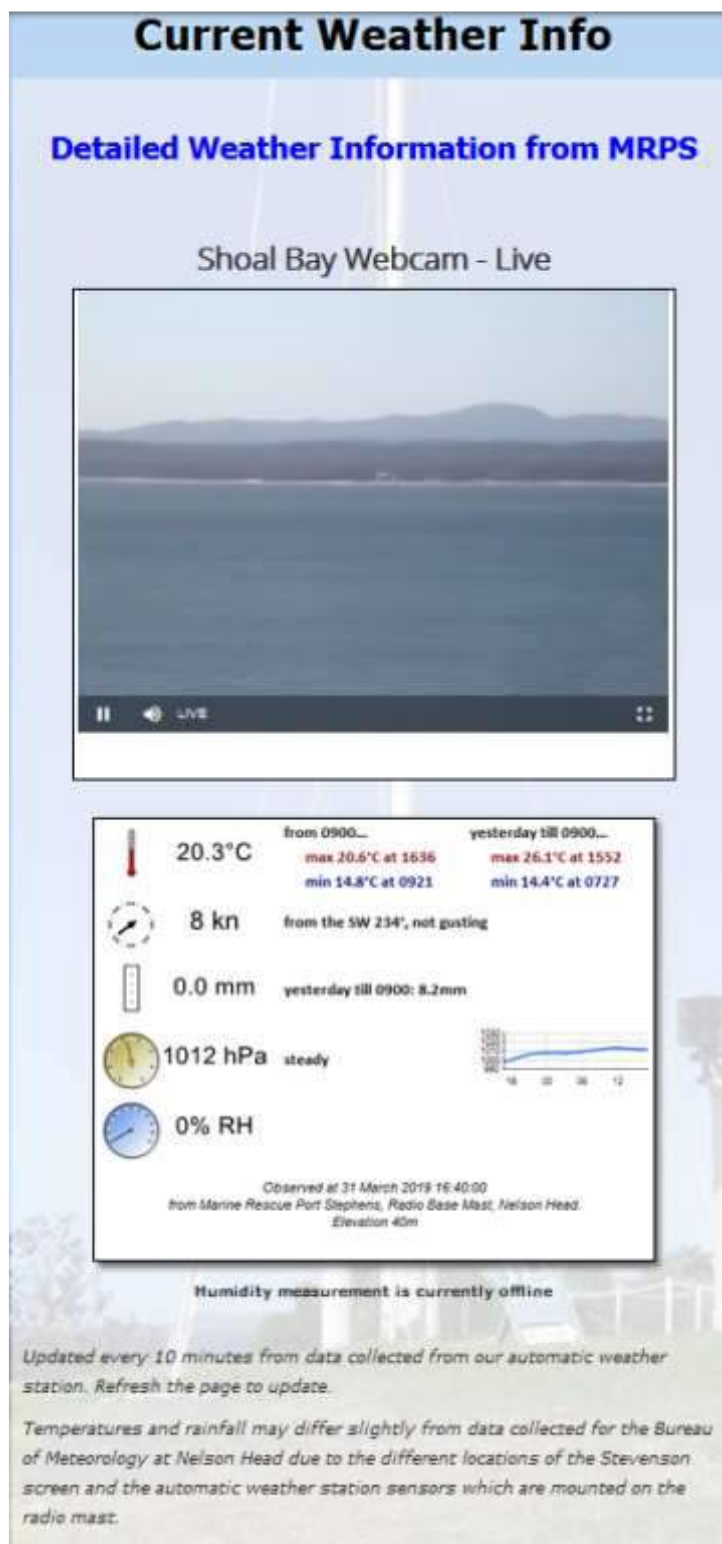 Current Weather Info
Detailed Weather Information from MRPS
Shoal Bay Webcam - Live
LIVE
20.3°C
from 0900...
max 20.6°C at 1636
min 14.8°C at 0921
yesterday till 0900...
max 26.1°C at 1552
min 14.4°C at 0727
8 kn
from the SW 234°, not gusting
0.0 mm
yesterday till 0900: 8.2mm
1012 hPa
steady
0% RH
Observed at 31 March 2019 16:40:00
from Marine Rescue Port Stephens, Radio Base Mast, Nelson Head.
Elevation 40m
Humidity measurement is currently offline
Updated every 10 minutes from data collected from our automatic weather
station. Refresh the page to update.
Temperatures and rainfall may differ slightly from data collected for the Bureau
of Meteorology at Nelson Head due to the different locations of the Stevenson
screen and the automatic weather station sensors which are mounted on the
radio mast.